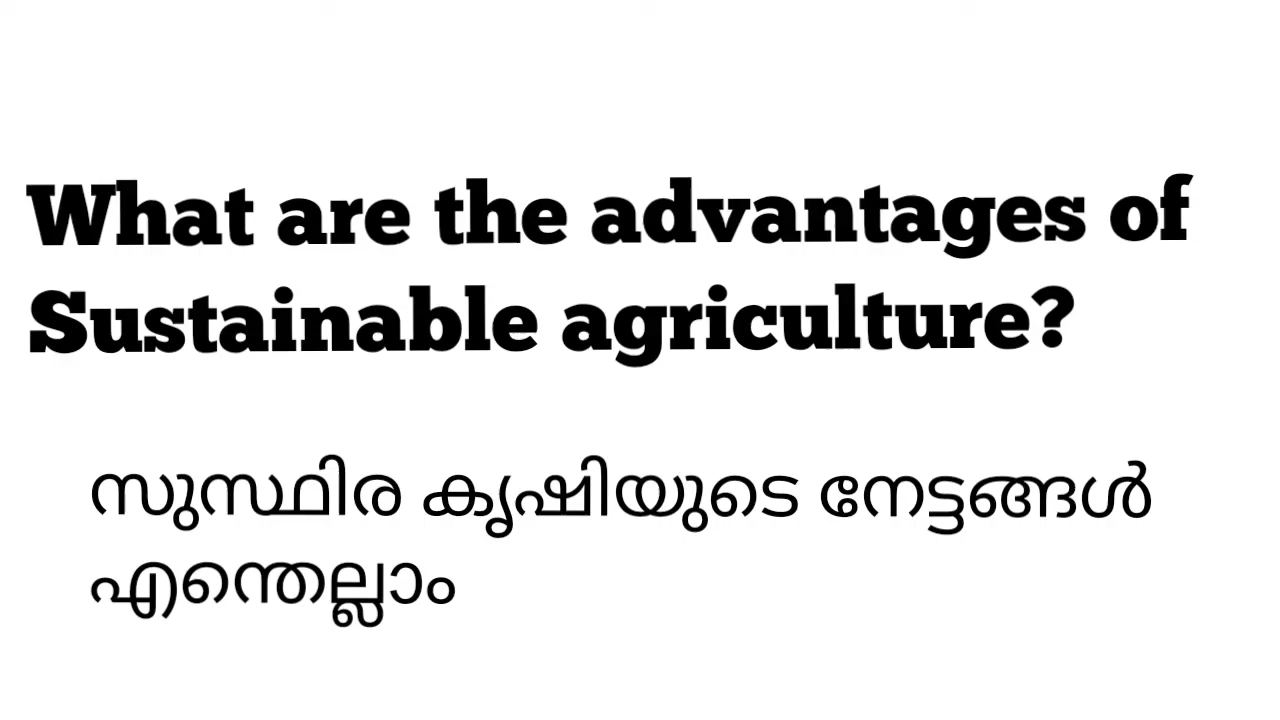 What are the advantages of
Sustainable agriculture?
സുസ്ഥിര കൃഷിയുടെ നേട്ടങ്ങൾ
എന്തെല്ലാം